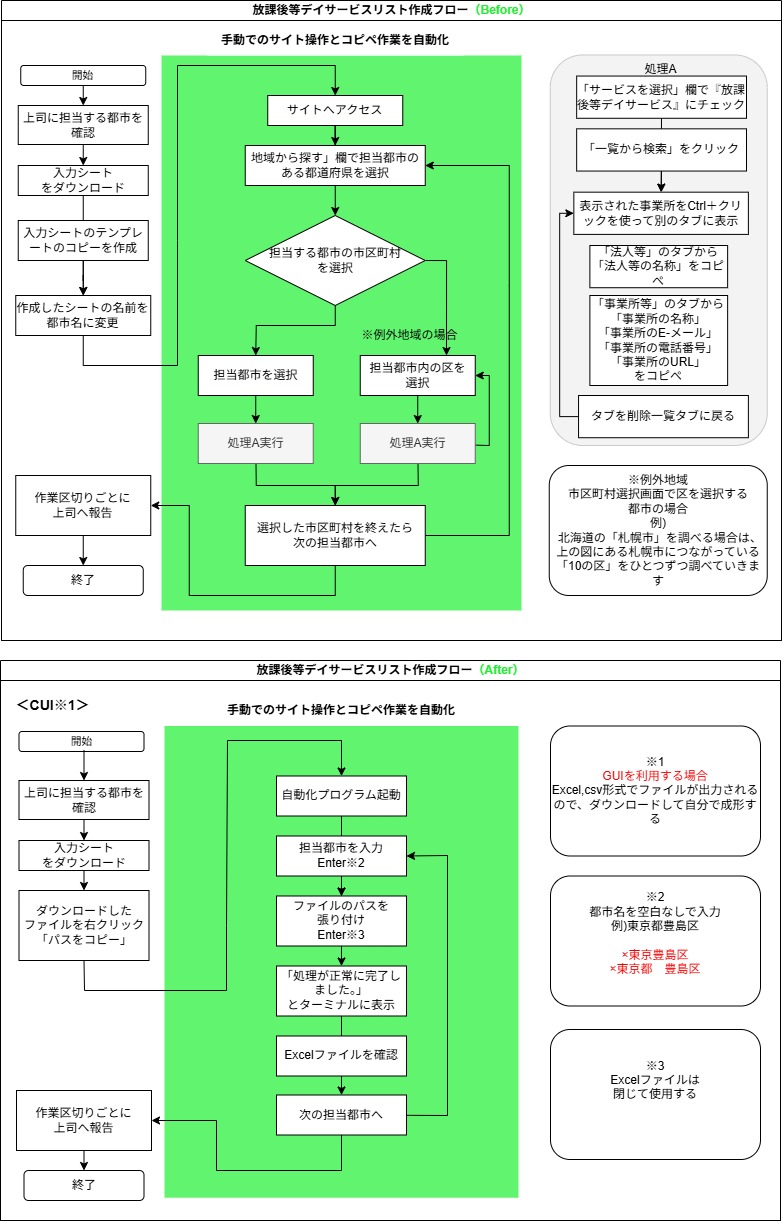 放課後等デイサービスリスト作成フロー（Before）
手動でのサイト操作とコピペ作業を自動化
開始
上司に担当する都市を
確認
入力シート
をダウンロード
入力シートのテンプレ
ートのコピーを作成
作成したシートの名前を
都市名に変更
作業区切りごとに
上司へ報告
終了
サイトへアクセス
地域から探す」欄で担当都市の
ある都道府県を選択
担当する都市の市区町村
を選択
※例外地域の場合
担当都市を選択
担当都市内の区を
選択
処理A実行
処理A実行
選択した市区町村を終えたら
次の担当都市へ
処理A
「サービスを選択」欄で『放課
後等デイサービス』にチェック
「一覧から検索」をクリック
表示された事業所をCtrl＋クリ
ックを使って別のタブに表示
「法人等」のタブから
「法人等の名称」をコピ
ペ
「事業所等」のタブから
「事業所の名称」
「事業所のE-メール」
「事業所の電話番号」
「事業所のURL」
をコピペ
タブを削除一覧タブに戻る
※例外地域
市区町村選択画面で区を選択する
都市の場合
例)
北海道の「札幌市」を調べる場合は、
上の図にある札幌市につながっている
「10の区」をひとつずつ調べていきま
す
放課後等デイサービスリスト作成フロー（After）
＜CUI※1＞
手動でのサイト操作とコピペ作業を自動化
開始
上司に担当する都市を
確認
入力シート
をダウンロード
ダウンロードした
ファイルを右クリック
「パスをコピー」
作業区切りごとに
上司へ報告
終了
自動化プログラム起動
担当都市を入力
Enter※2
ファイルのパスを
張り付け
Enter※3
「処理が正常に完了し
ました。」
とターミナルに表示
Excelファイルを確認
次の担当都市へ
※1
GUIを利用する場合
Excel,csv形式でファイルが出力される
ので、ダウンロードして自分で成形す
る
※2
都市名を空白なしで入力
例)東京都豊島区
×東京豊島区
×東京都　豊島区
※3
Excelファイルは
閉じて使用する